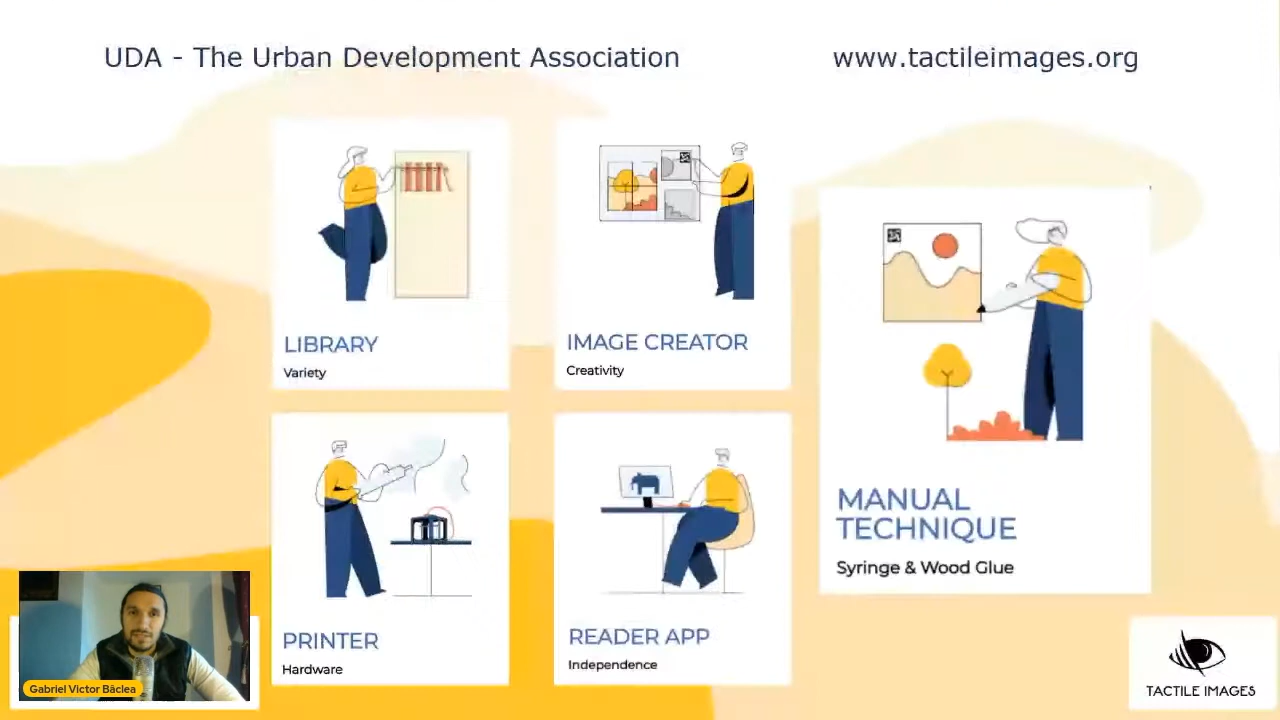 UDA - The Urban Development Association
www.tactileimages.org
LIBRARY
Variety
IMAGE CREATOR
Creativity
MANUAL
TECHNIQUE
Syringe & Wood Glue
PRINTER
Hardware
READER APP
Independence
Gabriel Victor Bâclea
TACTILE IMAGES